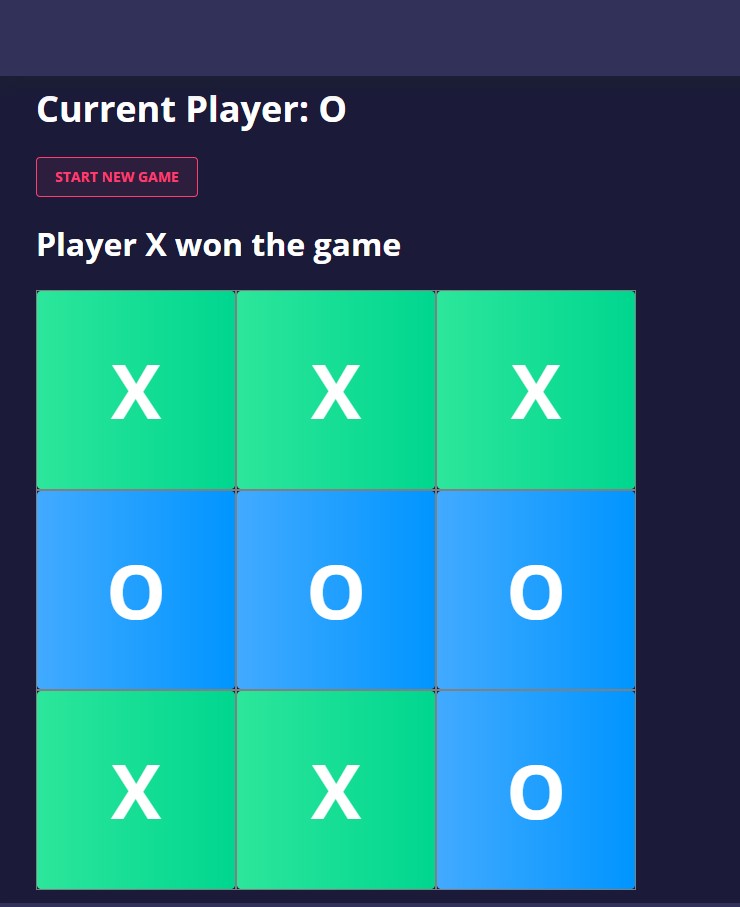 Current Player: O
START NEW GAME
Player X won the game
X X X
O O O
X X O